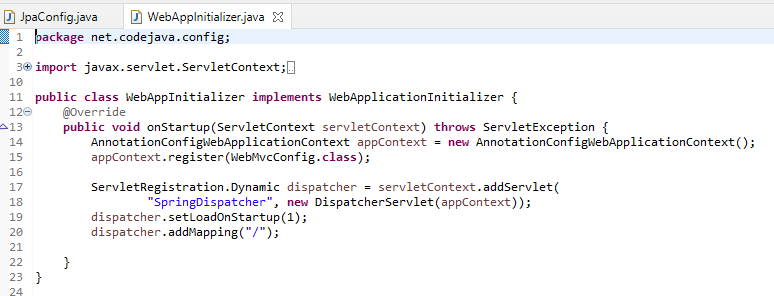 JpaConfig.java
WebAppInitializer.java
1 package net.codejava.config;
2
3 import javax.servlet.ServletContext;
10
11 public class WebAppInitializer implements WebApplicationInitializer {
12 @Override
13 public void onStartup(ServletContext servletContext) throws ServletException {
14 AnnotationConfigWebApplicationContext appContext = new AnnotationConfigWebApplicationContext();
15 appContext.register(WebMvcConfig.class);
16
17 ServletRegistration.Dynamic dispatcher = servletContext.addServlet(
18 "SpringDispatcher", new DispatcherServlet(appContext));
19 dispatcher.setLoadOnStartup(1);
20 dispatcher.addMapping("/");
21
22 }
23 }
24